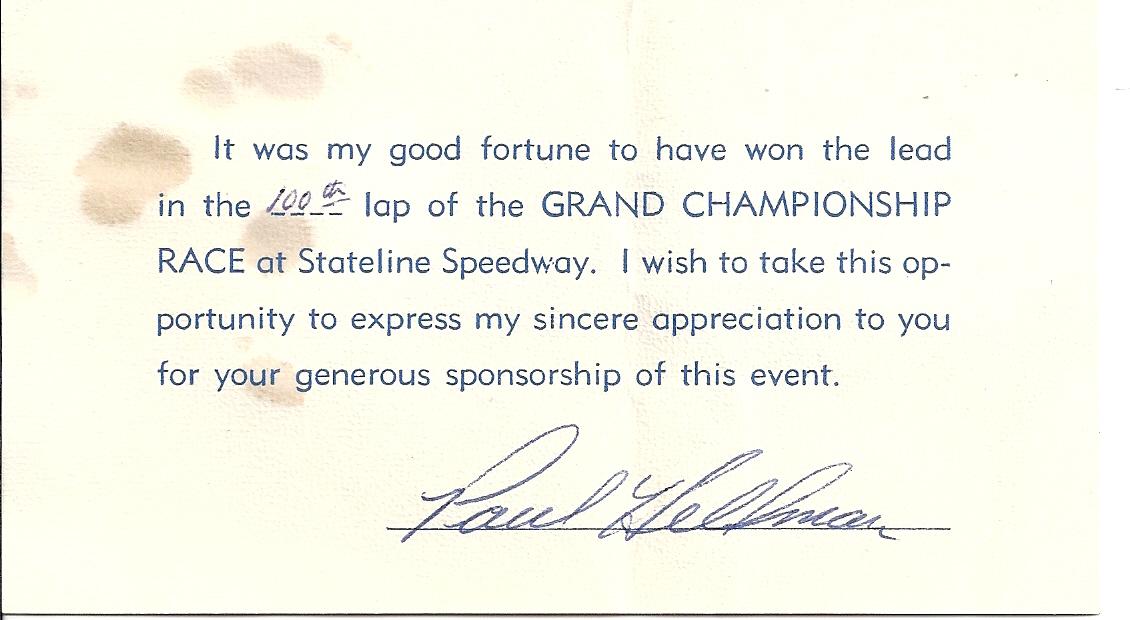 It was my good fortune to have won the lead
in the 100th lap of the GRAND CHAMPIONSHIP
RACE at Stateline Speedway. I wish to take this op-
portunity to express my sincere appreciation to you
for your generous sponsorship of this event.
Paul